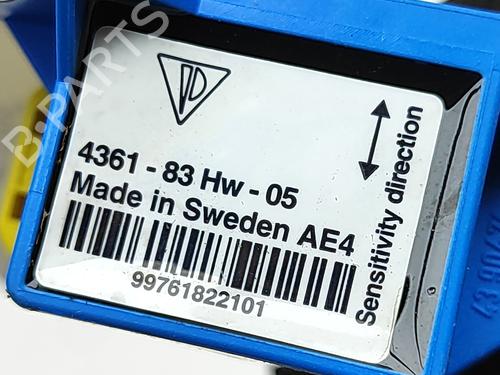 4361 - 83 Hw - 05
Made in Sweden AE4
99761822101
Sensitivity direction
B-PARTS